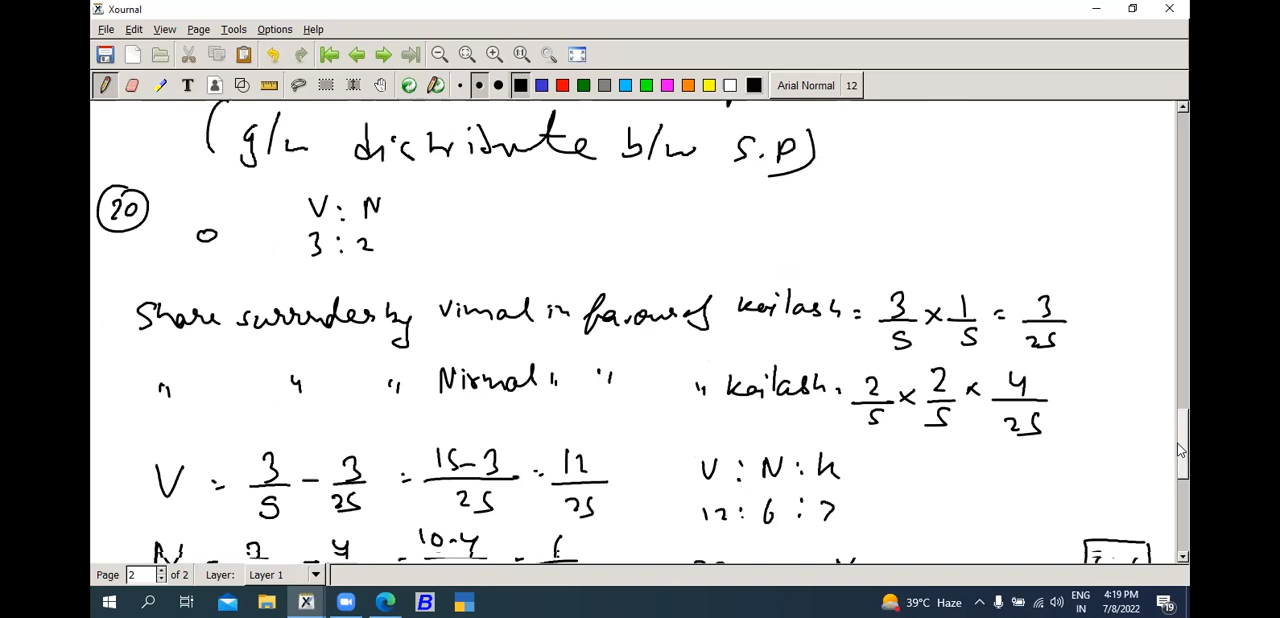 Xournal
File Edit View Page Tools Options Help
Arial Normal 12
(g/w distribute b/w S.P)
20
V : N
3 : 2
Share surrender by Vimal in favour of Kailash = 3/5 × 1/5 = 3/25
" " " Nirmal " " " Kailash = 2/5 × 2/5 × 4/25
V = 3/5 - 3/25 = 15-3/25 = 12/25
V : N : K
12 : 6 : 7
10-4
Page 2 of 2 Layer: Layer 1
39°C Haze
ENG IN
4:19 PM
7/8/2022
19